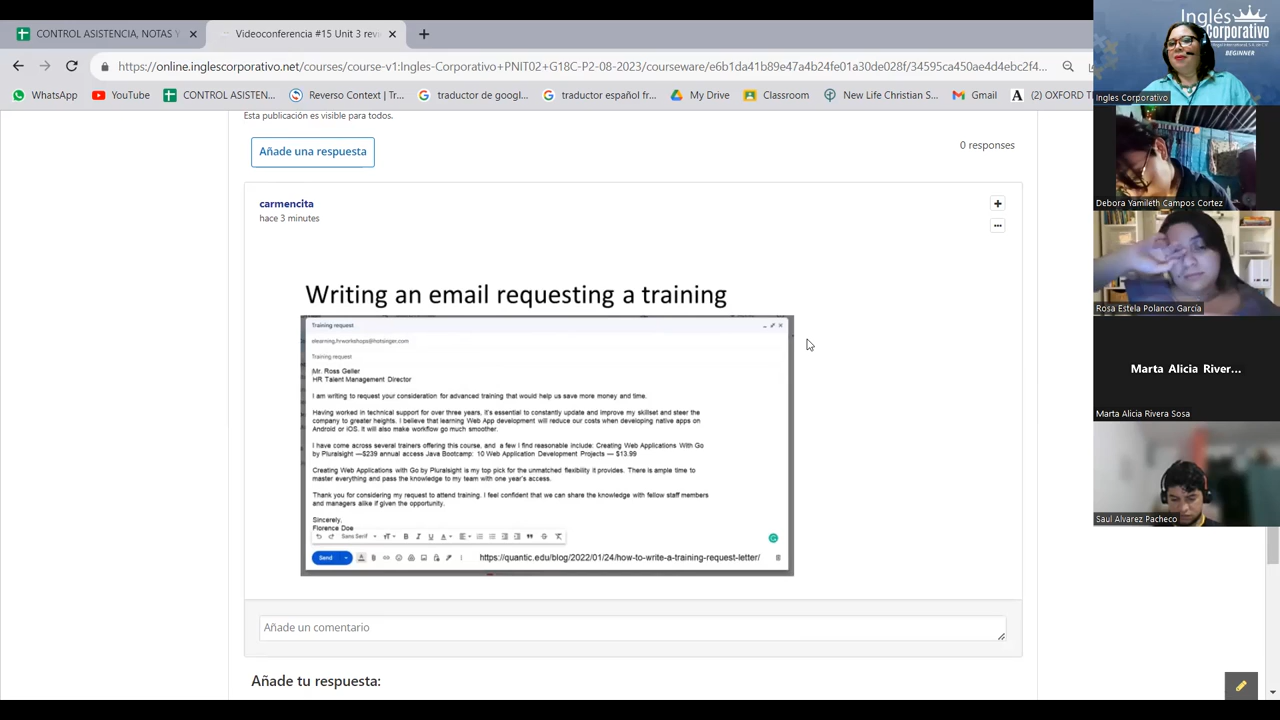 CONTROL ASISTENCIA, NOTAS Y
Videoconferencia #15 Unit 3 revi
https://online.inglescorporativo.net/courses/course-v1:Ingles-Corporativo+PN102+IC18C-P2-08-2023/courseware/e6b1da41b89e47a4b24fe01a30de028f/34595ca450ae4d4ebc2f4...
WhatsApp
YouTube
CONTROL ASISTEN...
Reverso Context | Tr...
traductor - Googl...
traductor español fr...
My Drive
Classroom
New Life Christian S...
Gmail
(2) OXFORD T
Esta publicación es visible para todos.
Añade una respuesta
0 responses
carmencita
hace 3 minutes
Writing an email requesting a training
Training request
elearning.hrworkshops@hotsinger.com
Training request
Mr. Ross Geller
HR Talent Management Director
I am writing to request your consideration for advanced training that would help us save more money and time.
Having worked in technical support for over three years, it's essential to constantly update and improve my skillset and steer the
company to greater heights. I believe that learning Web App development will reduce our costs when developing native apps on
Android or iOS. It will also make workflow go much smoother.
I have come across several trainers offering this course, and a few I find reasonable include: Creating Web Applications With Go
by Pluralsight —$239 annual access Java Bootcamp: 10 Web Application Development Projects — $13.99
Creating Web Applications with Go by Pluralsight is my top pick for the unmatched flexibility it provides. There is ample time to
master everything and pass the knowledge to my team with one year's access.
Thank you for considering my request to attend training. I feel confident that we can share the knowledge with fellow staff members
and managers alike if given the opportunity.
Sincerely,
Florence Doe
Sans Serif
Send
https://quantic.edu/blog/2022/01/24/how-to-write-a-training-request-letter/
Añade un comentario
Añade tu respuesta:
Inglés
Corporativo
BEGINNER
Ingles Corporativo
BIENVENIDA
Debora Yamileth Campos Cortez
Rosa Estela Polanco García
Marta Alicia River...
Marta Alicia Rivera Sosa
Saul Alvarez Pacheco